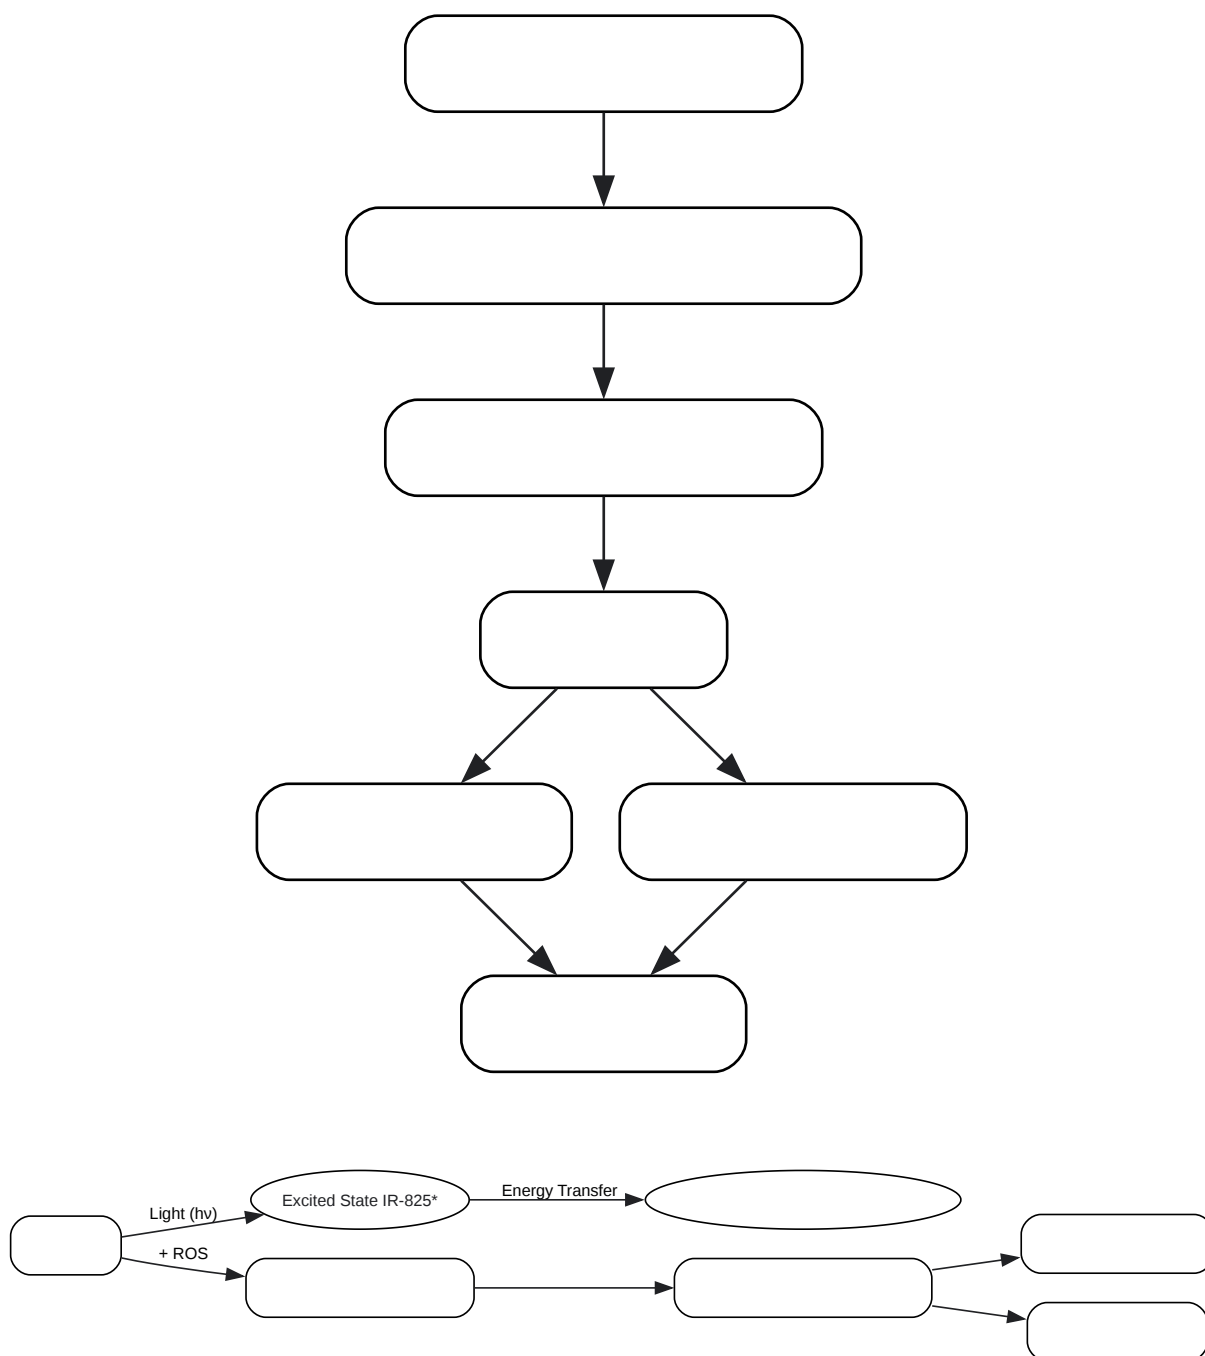 Light (hν)
Excited State IR-825*
Energy Transfer
+ ROS